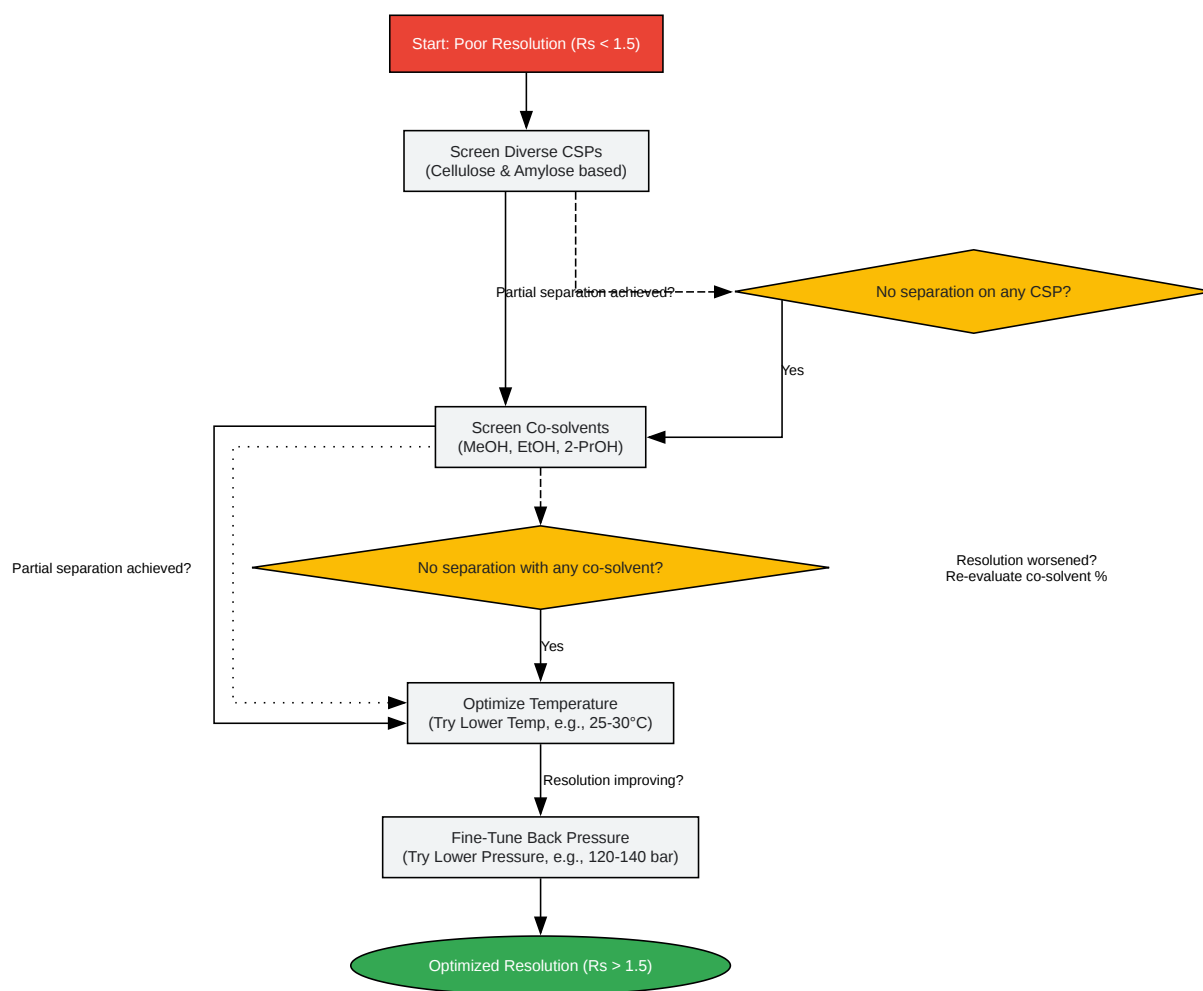 Start: Poor Resolution (Rs < 1.5)
Screen Diverse CSPs
(Cellulose & Amylose based)
Partial separation achieved?
No separation on any CSP?
Yes
Screen Co-solvents
(MeOH, EtOH, 2-PrOH)
Partial separation achieved?
No separation with any co-solvent?
Resolution worsened?
Re-evaluate co-solvent %
Yes
Optimize Temperature
(Try Lower Temp, e.g., 25-30°C)
Resolution improving?
Fine-Tune Back Pressure
(Try Lower Pressure, e.g., 120-140 bar)
Optimized Resolution (Rs > 1.5)